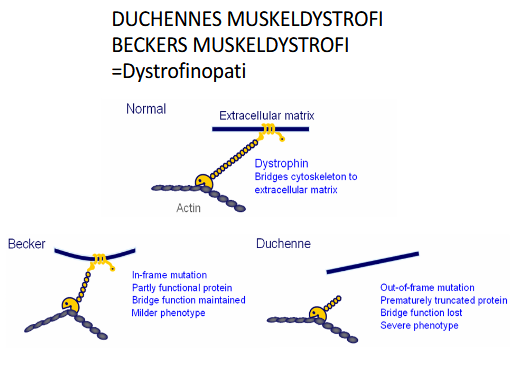 DUCHENNES MUSKELDYSTROFI
BECKERS MUSKELDYSTROFI
=Dystrofinopati
Normal
Extracellular matrix
Dystrophin
Bridges cytoskeleton to
extracellular matrix
Actin
Becker
In-frame mutation
Partly functional protein
Bridge function maintained
Milder phenotype
Duchenne
Out-of-frame mutation
Prematurely truncated protein
Bridge function lost
Severe phenotype